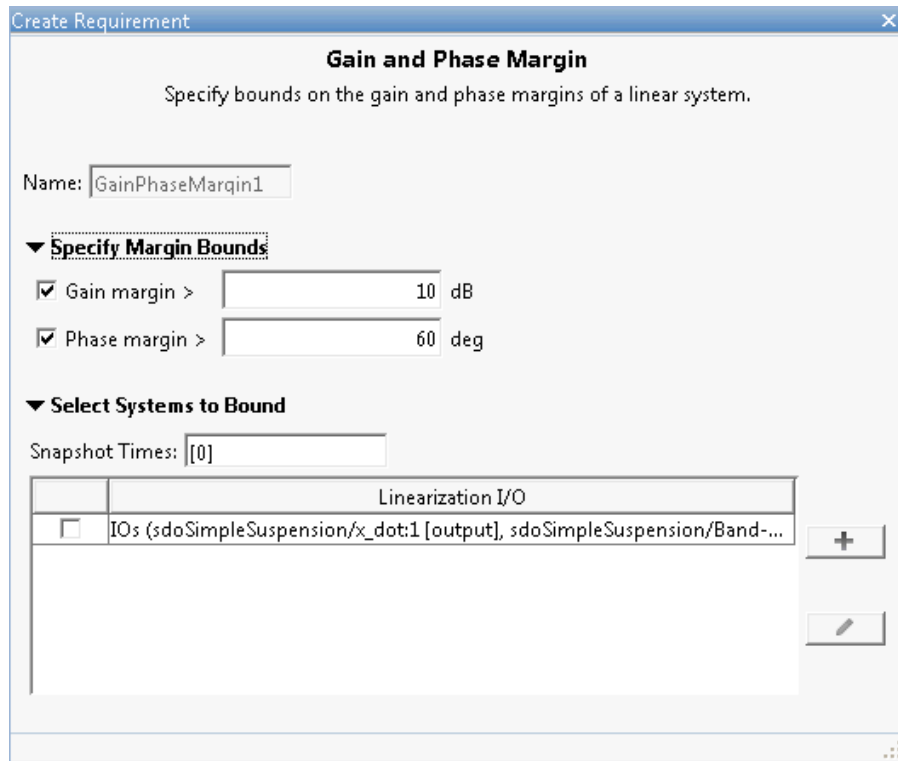 Create Requirement
Gain and Phase Margin
Specify bounds on the gain and phase margins of a linear system.
Name: GainPhaseMargin1
Specify Margin Bounds
Gain margin > 10 dB
Phase margin > 60 deg
Select Systems to Bound
Snapshot Times: [0]
Linearization I/O
IOs (sdoSimpleSuspension/x_dot:1 [output], sdoSimpleSuspension/Band-...